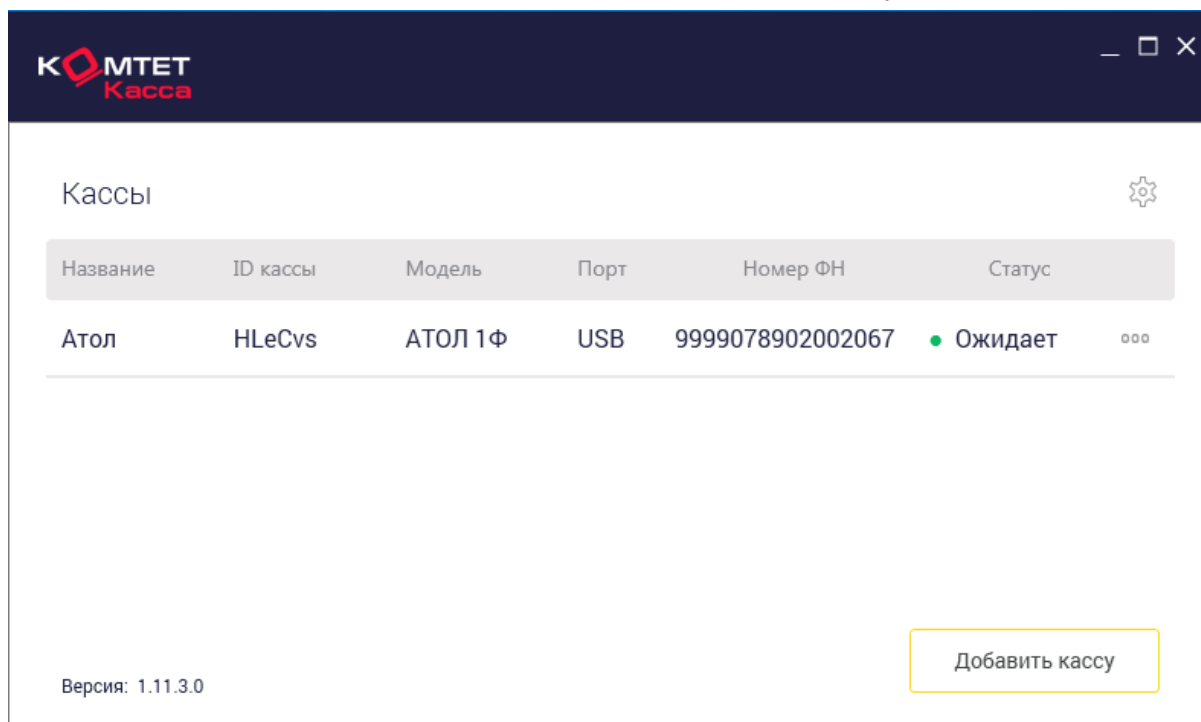 КОМТЕТ
Касса
Кассы
Название ID кассы Модель Порт Номер ФН Статус
Атол HLeCvs АТОЛ 1Ф USB 9999078902002067 Ожидает
Добавить кассу
Версия: 1.11.3.0